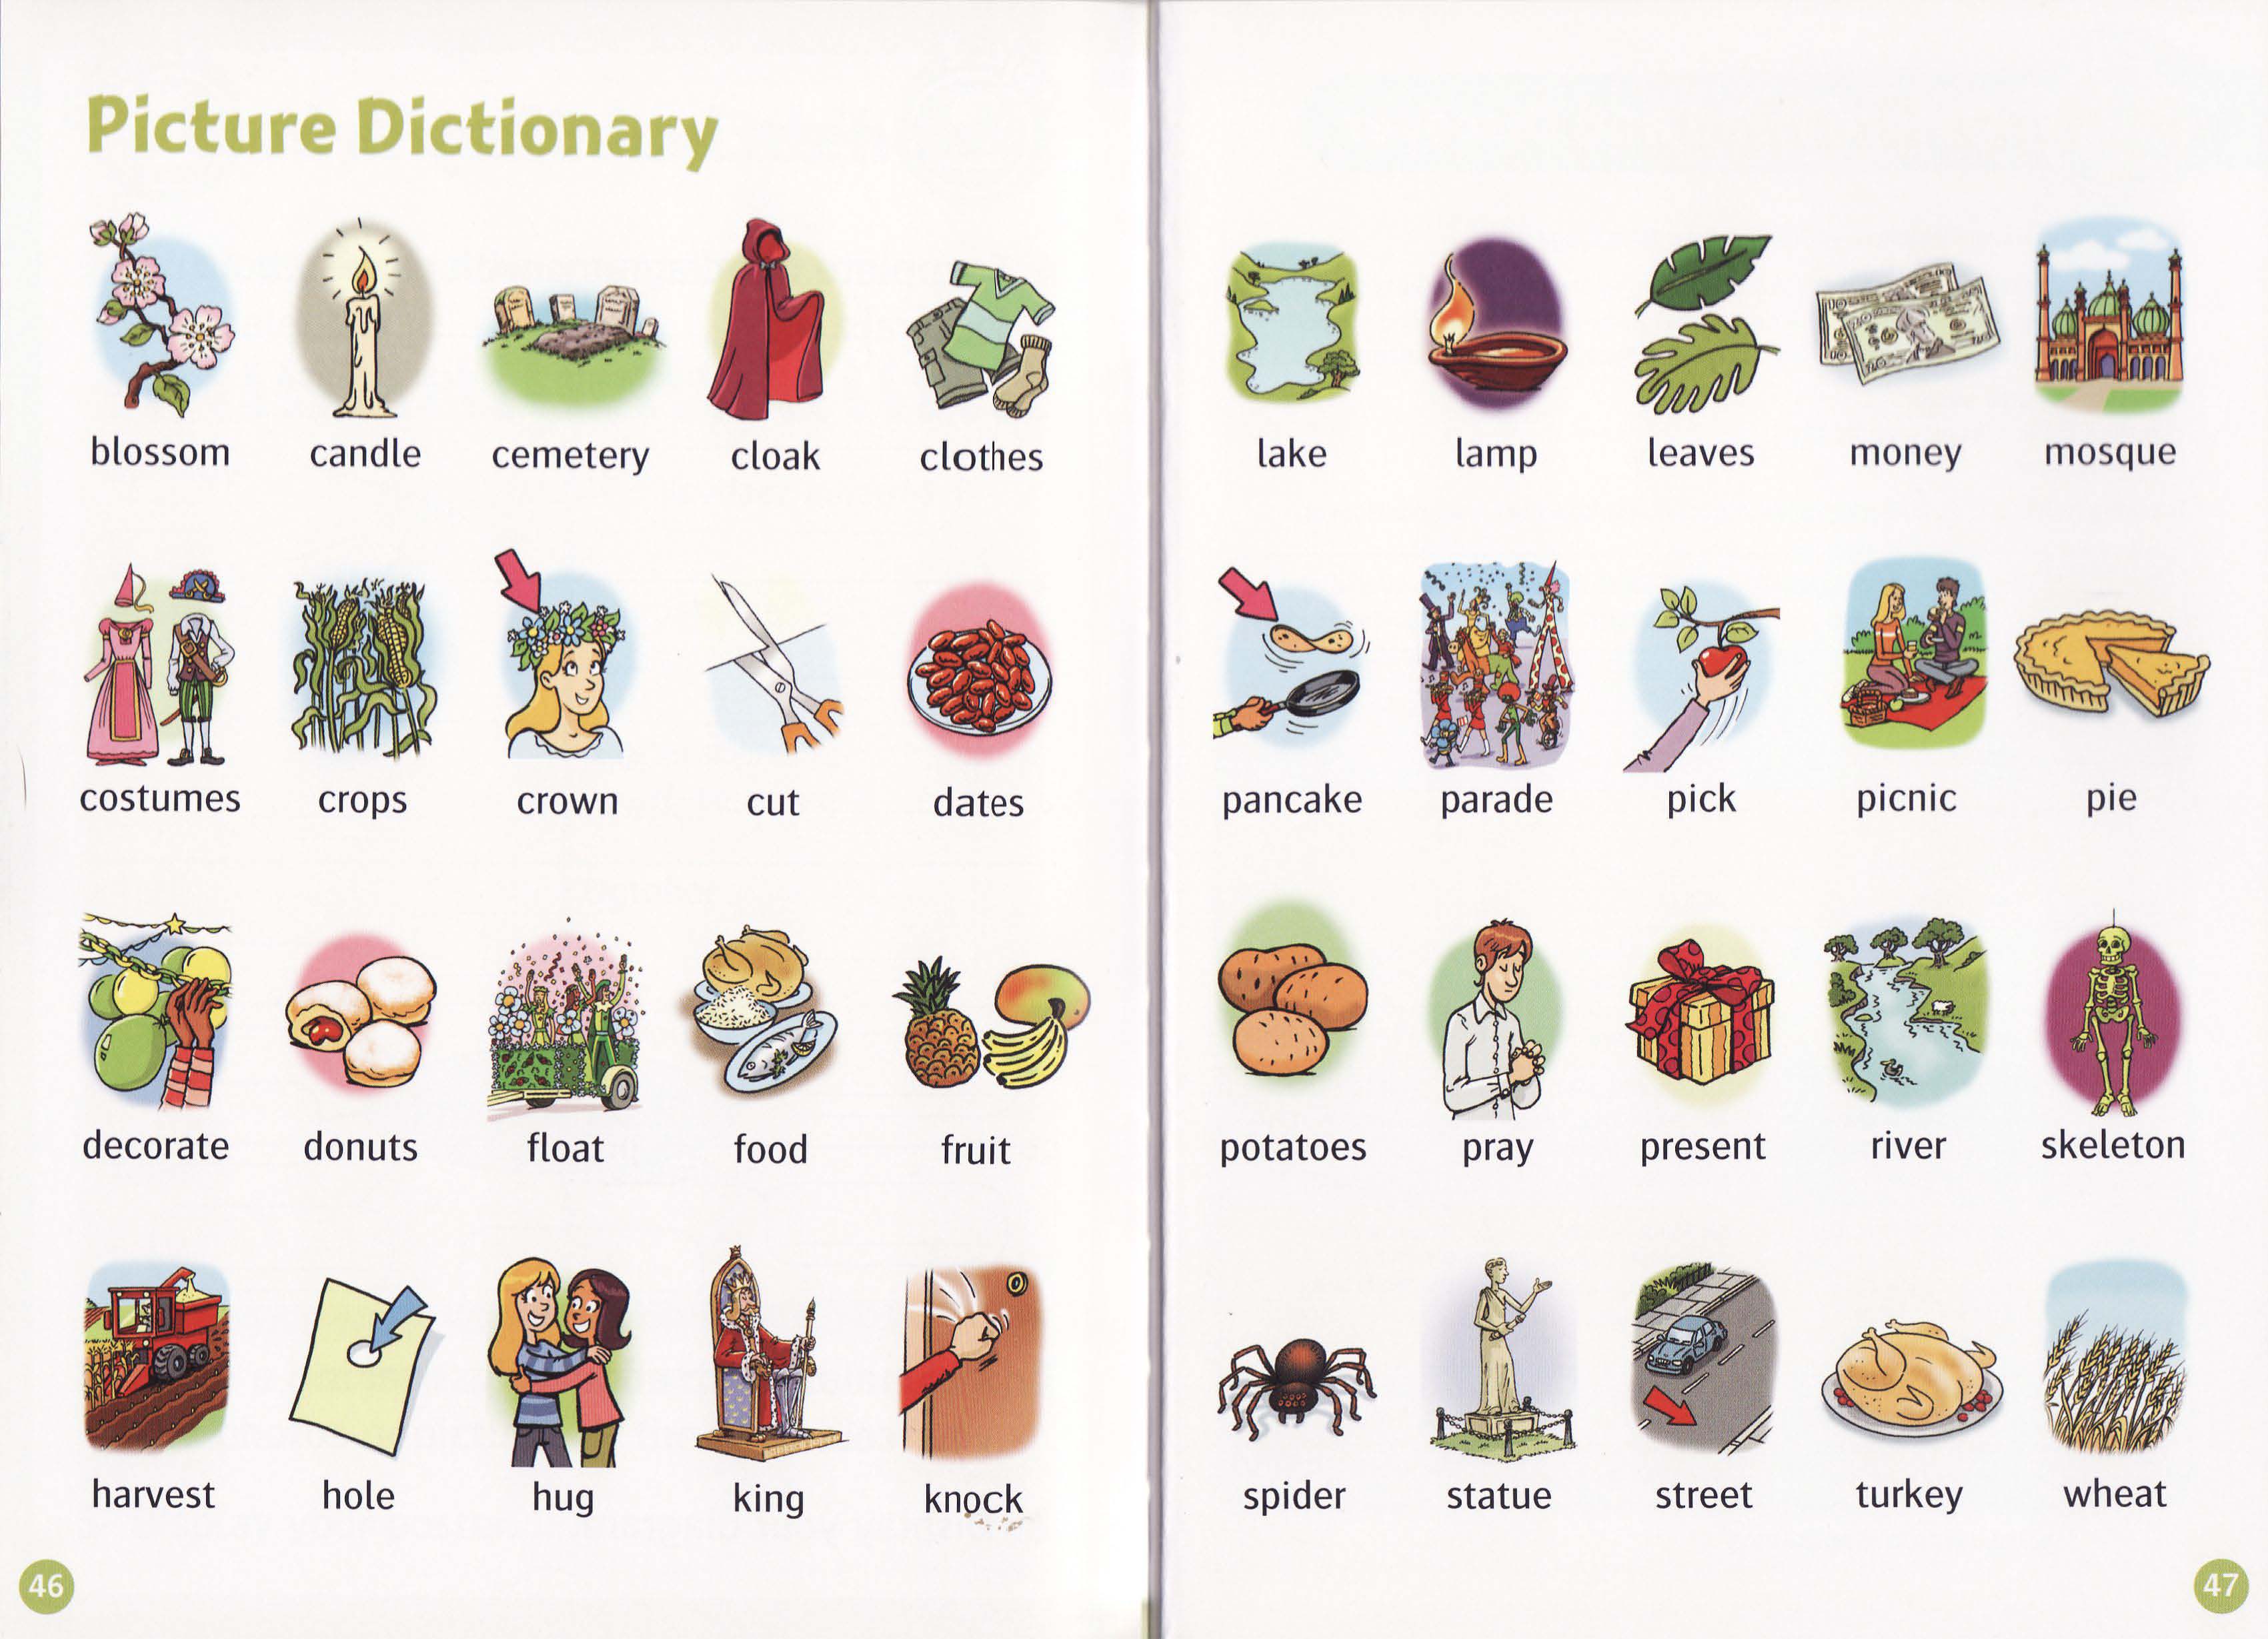 Picture Dictionary
blossom candle cemetery cloak clothes
costumes crops crown cut dates
decorate donuts float food fruit
harvest hole hug king knock
46
lake lamp leaves money mosque
pancake parade pick picnic pie
potatoes pray present river skeleton
spider statue street turkey wheat
47